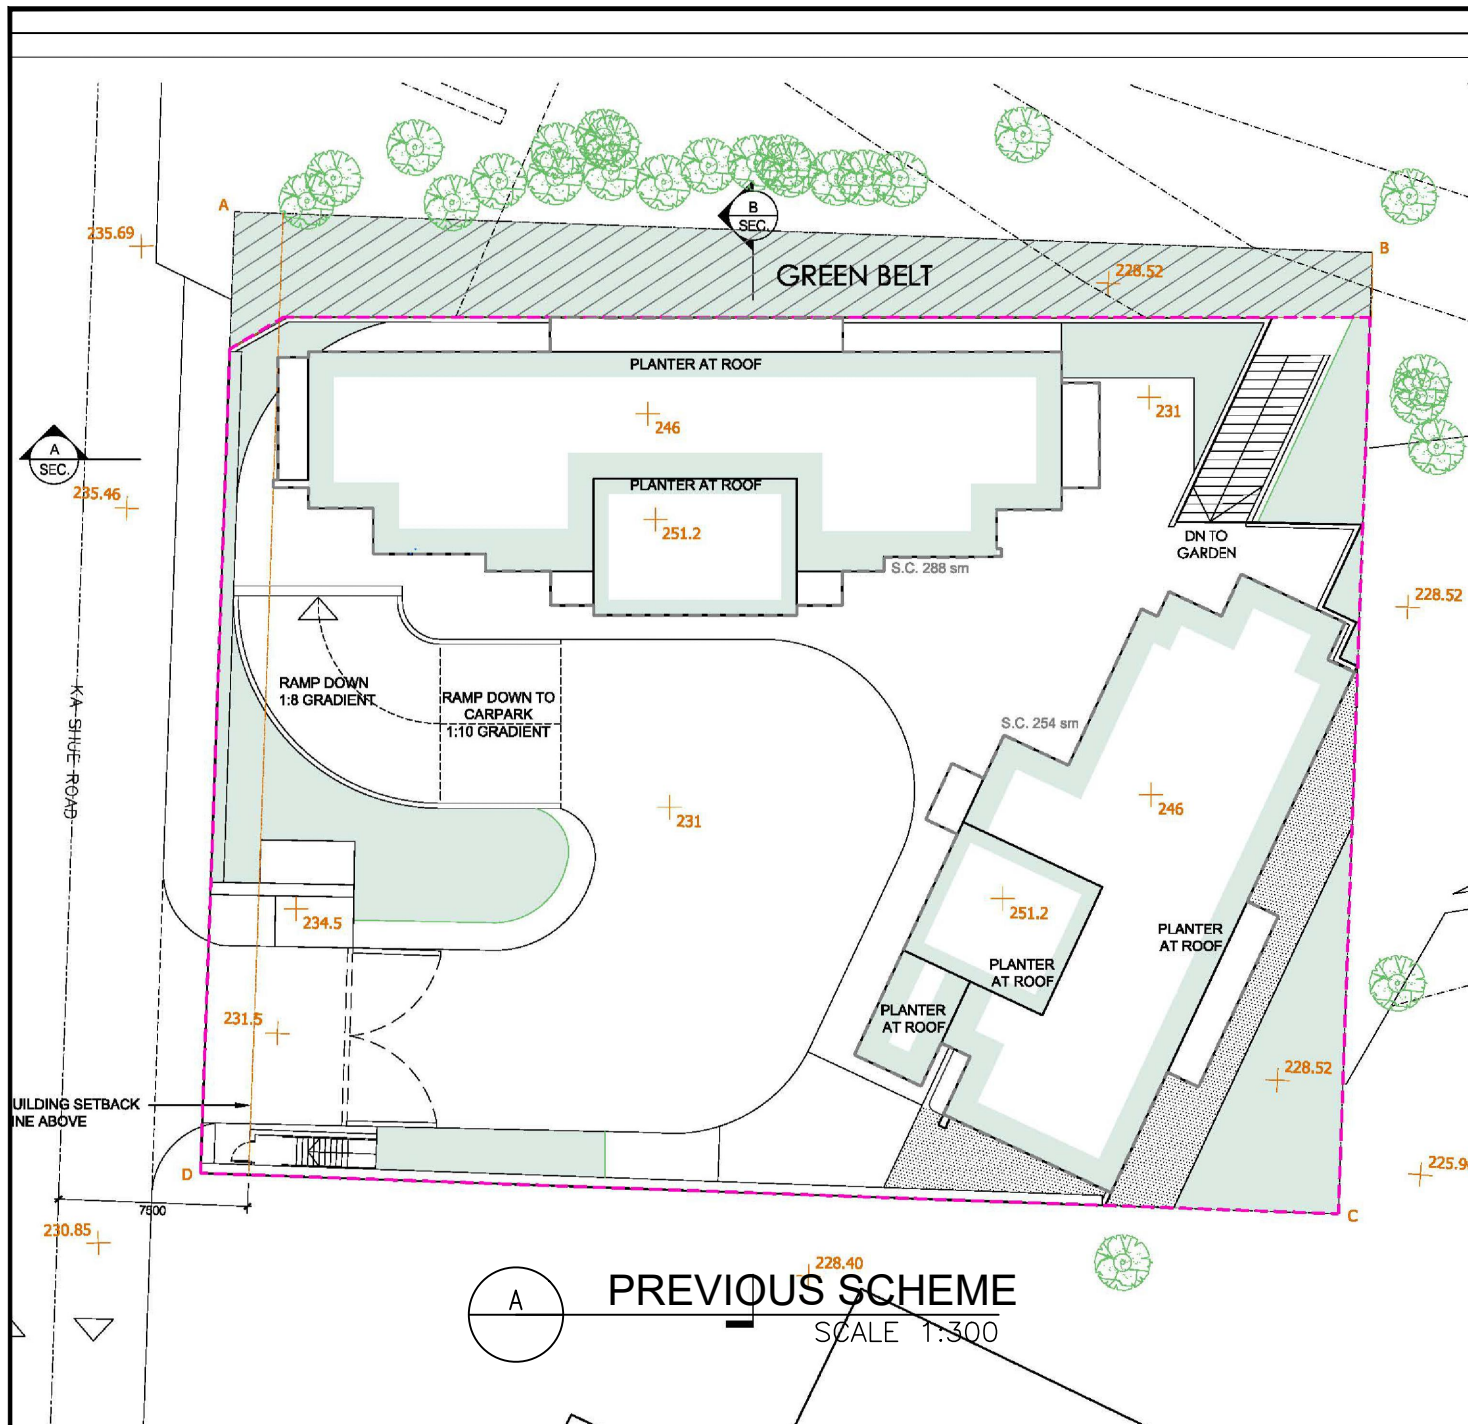 A
B
SEC.
235.69
B
GREEN BELT
228.52
PLANTER AT ROOF
246
231
A
SEC.
PLANTER AT ROOF
235.46
251.2
DN TO
GARDEN
S.C. 288 sm
228.52
RAMP DOWN
1:8 GRADIENT
RAMP DOWN TO
CARPARK
1:10 GRADIENT
KA SHUE ROAD
S.C. 254 sm
231
246
234.5
251.2
PLANTER
AT ROOF
PLANTER
AT ROOF
231.5
PLANTER
AT ROOF
228.52
UILDING SETBACK
INE ABOVE
D
225.9
7500
C
230.85
228.40
A
PREVIOUS SCHEME
SCALE 1:300